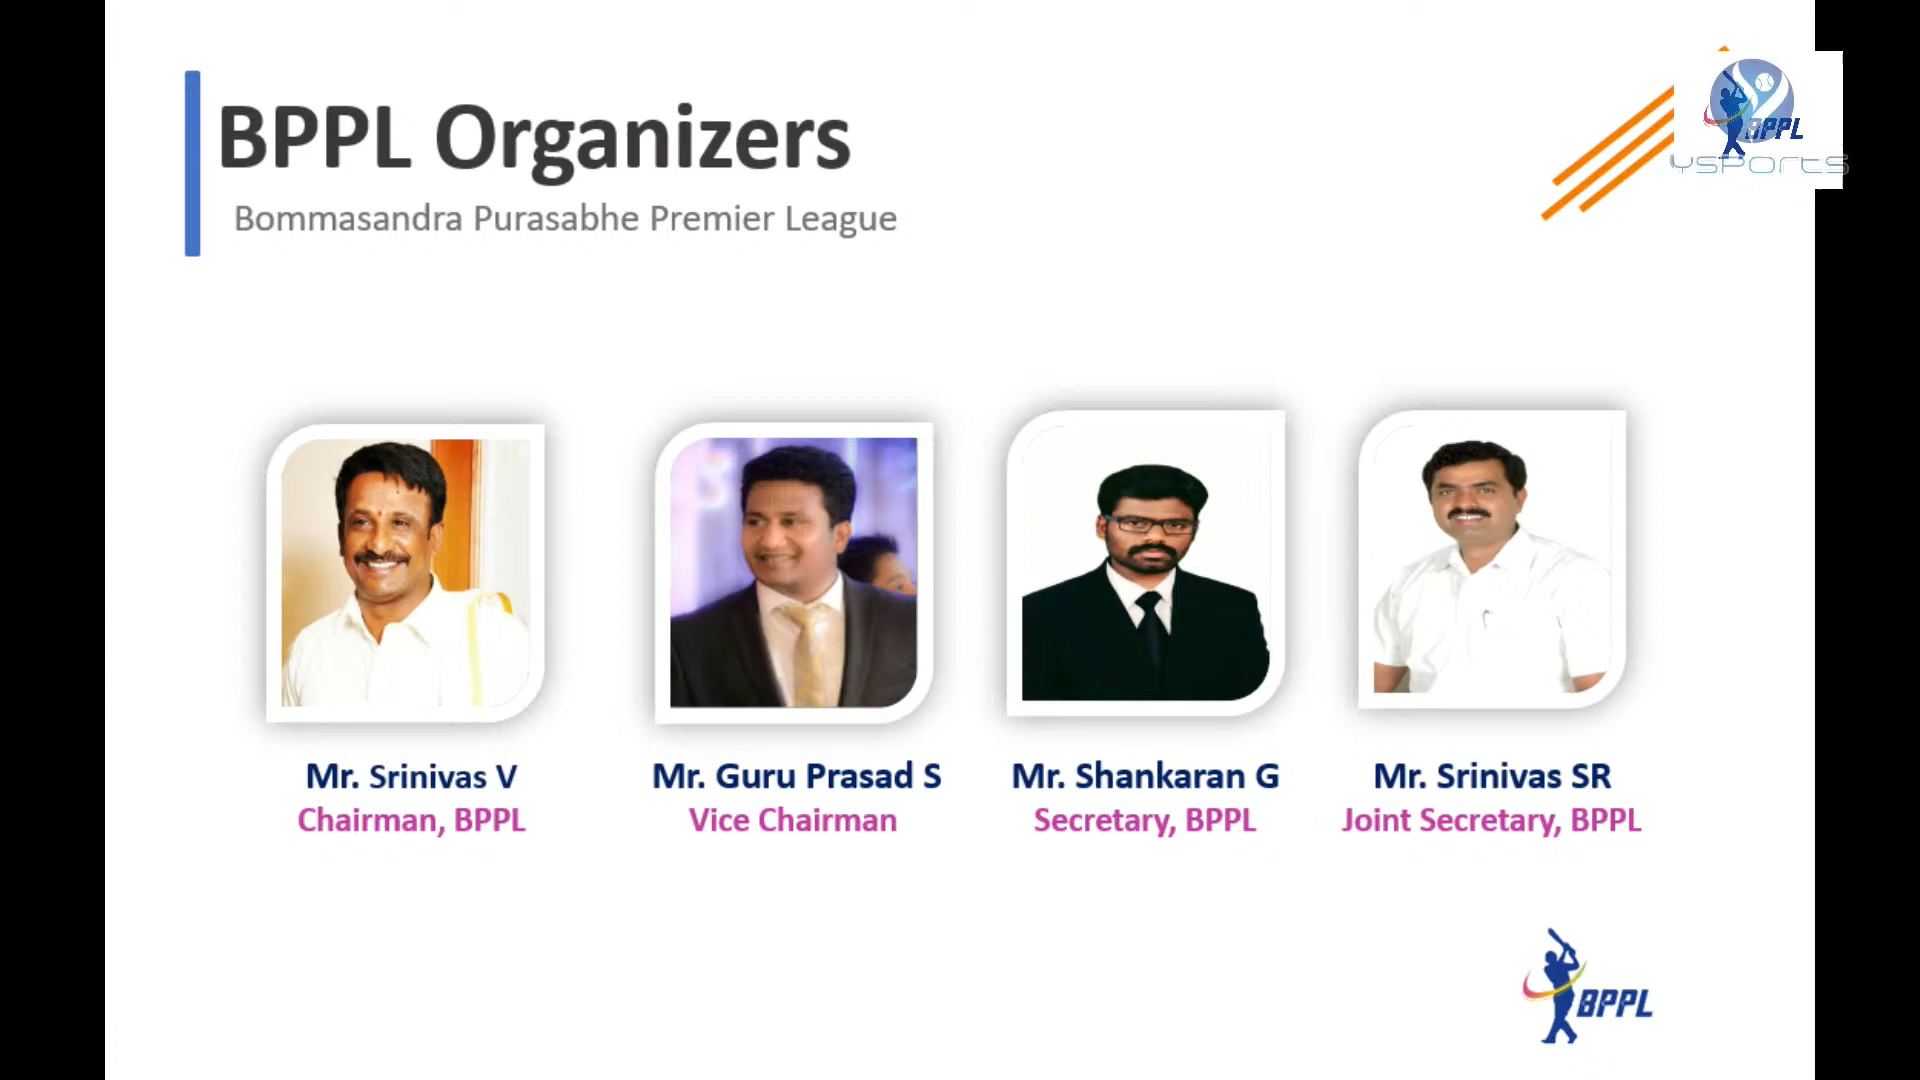 BPPL Organizers
Bommasandra Purasabhe Premier League
BPPL
YSPORTS
Mr. Srinivas V
Chairman, BPPL
Mr. Guru Prasad S
Vice Chairman
Mr. Shankaran G
Secretary, BPPL
Mr. Srinivas SR
Joint Secretary, BPPL
BPPL